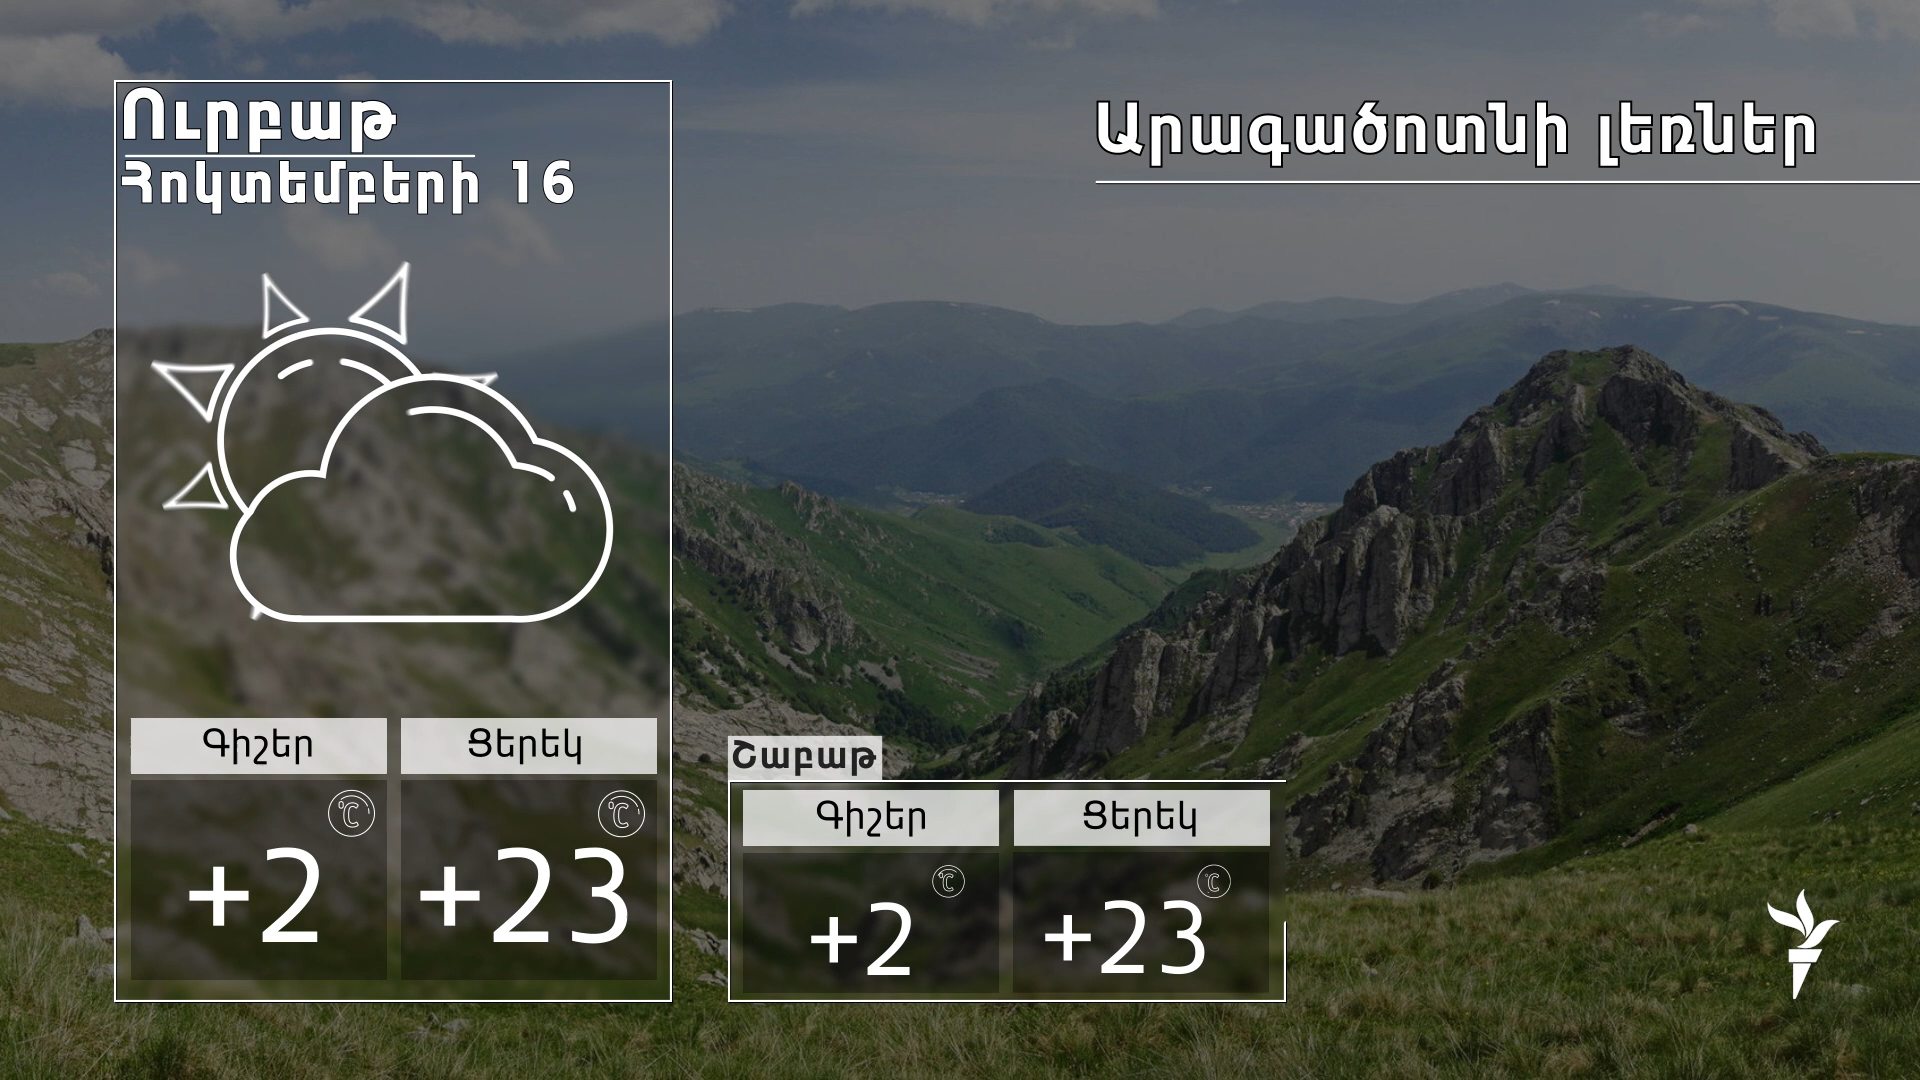 Ուրբաթ
Հոկտեմբերի 16
Արագածոտնի լեռներ
Գիշեր Ցերեկ
°C °C
+2 +23
Շաբաթ
Գիշեր Ցերեկ
°C °C
+2 +23